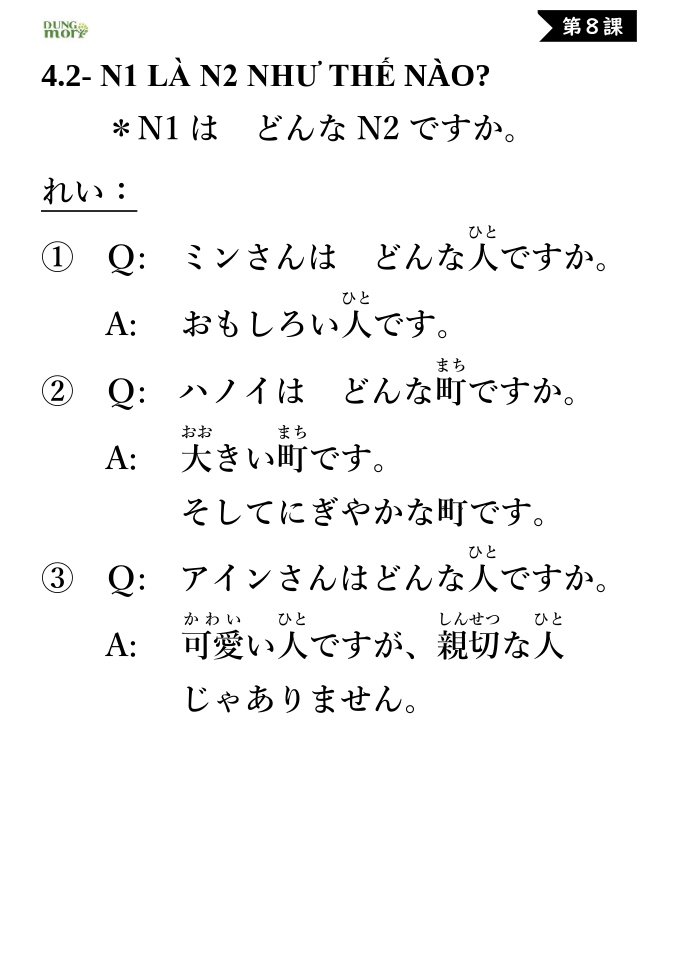 DUNG
mori
第8課
4.2- N1 LÀ N2 NHƯ THẾ NÀO?
＊N1 は　どんな N2 ですか。
れい：
ひと
① Q: ミンさんは　どんな人ですか。
ひと
A: おもしろい人です。
まち
② Q: ハノイは　どんな町ですか。
おお まち
A: 大きい町です。
そしてにぎやかな町です。
ひと
③ Q: アインさんはどんな人ですか。
かわい ひと しんせつ ひと
A: 可愛い人ですが、親切な人
じゃありません。